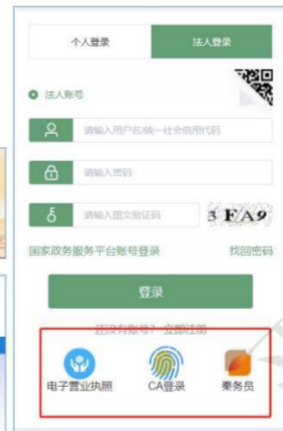 个人登录 法人登录
法人账号
请输入用户名/统一社会信用代码
请输入密码
请输入图文验证码 3 F/A9
国家政务服务平台账号登录 找回密码
登录
还没有账号? 立即注册
电子营业执照 CA登录 秦务员